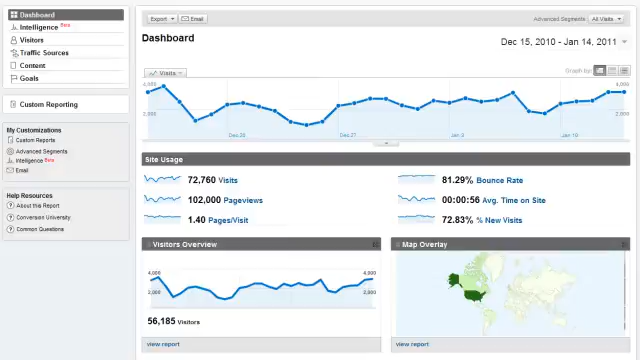 Dashboard
Intelligence Beta
Visitors
Traffic Sources
Content
Goals
Custom Reporting
My Customizations
Custom Reports
Advanced Segments
Intelligence Beta
Email
Help Resources
About this Report
Conversion University
Common Questions
Export
Email
Advanced Segments: All Visits
Dashboard
Dec 15, 2010 - Jan 14, 2011
Visits
Graph by:
4,000 4,000
2,000 2,000
Dec 20 Dec 27 Jan 3 Jan 10
Site Usage
72,760 Visits
102,000 Pageviews
1.40 Pages/Visit
81.29% Bounce Rate
00:00:56 Avg. Time on Site
72.83% % New Visits
Visitors Overview
4,000 4,000
2,000 2,000
56,185 Visitors
view report
Map Overlay
view report